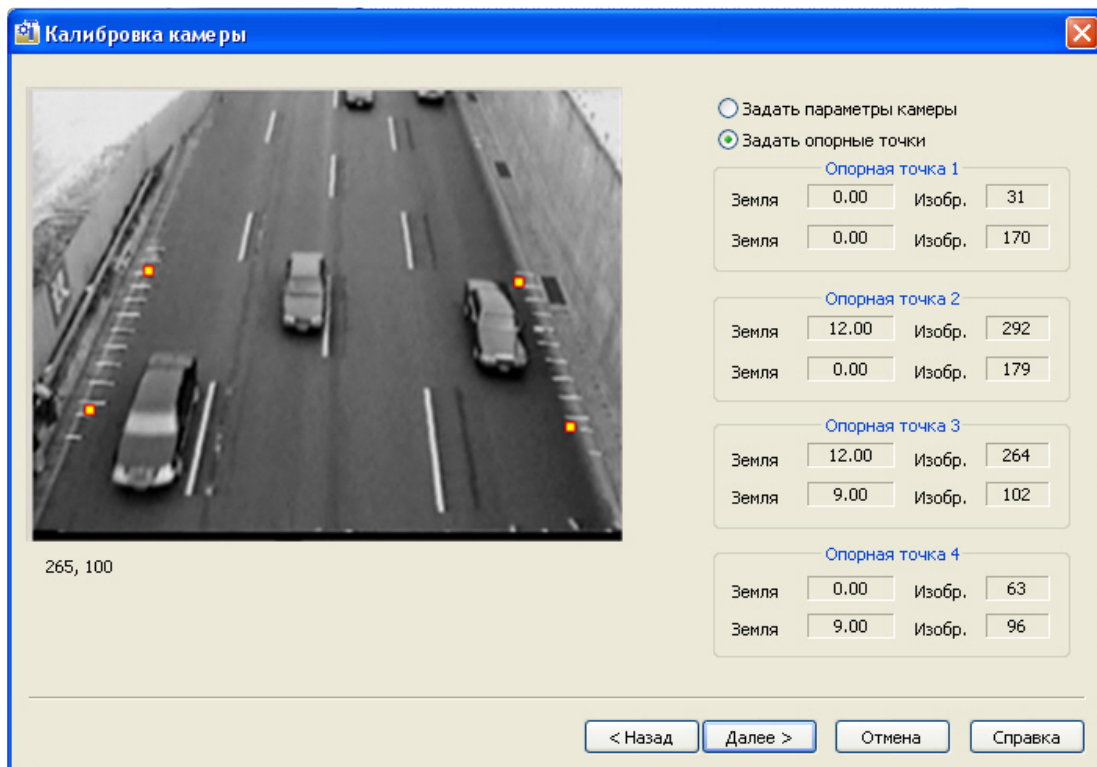 Калибровка камеры
Задать параметры камеры
Задать опорные точки
Опорная точка 1
Земля 0.00 Изобр. 31
Земля 0.00 Изобр. 170
Опорная точка 2
Земля 12.00 Изобр. 292
Земля 0.00 Изобр. 179
Опорная точка 3
Земля 12.00 Изобр. 264
Земля 9.00 Изобр. 102
Опорная точка 4
Земля 0.00 Изобр. 63
Земля 9.00 Изобр. 96
265, 100
< Назад
Далее >
Отмена
Справка